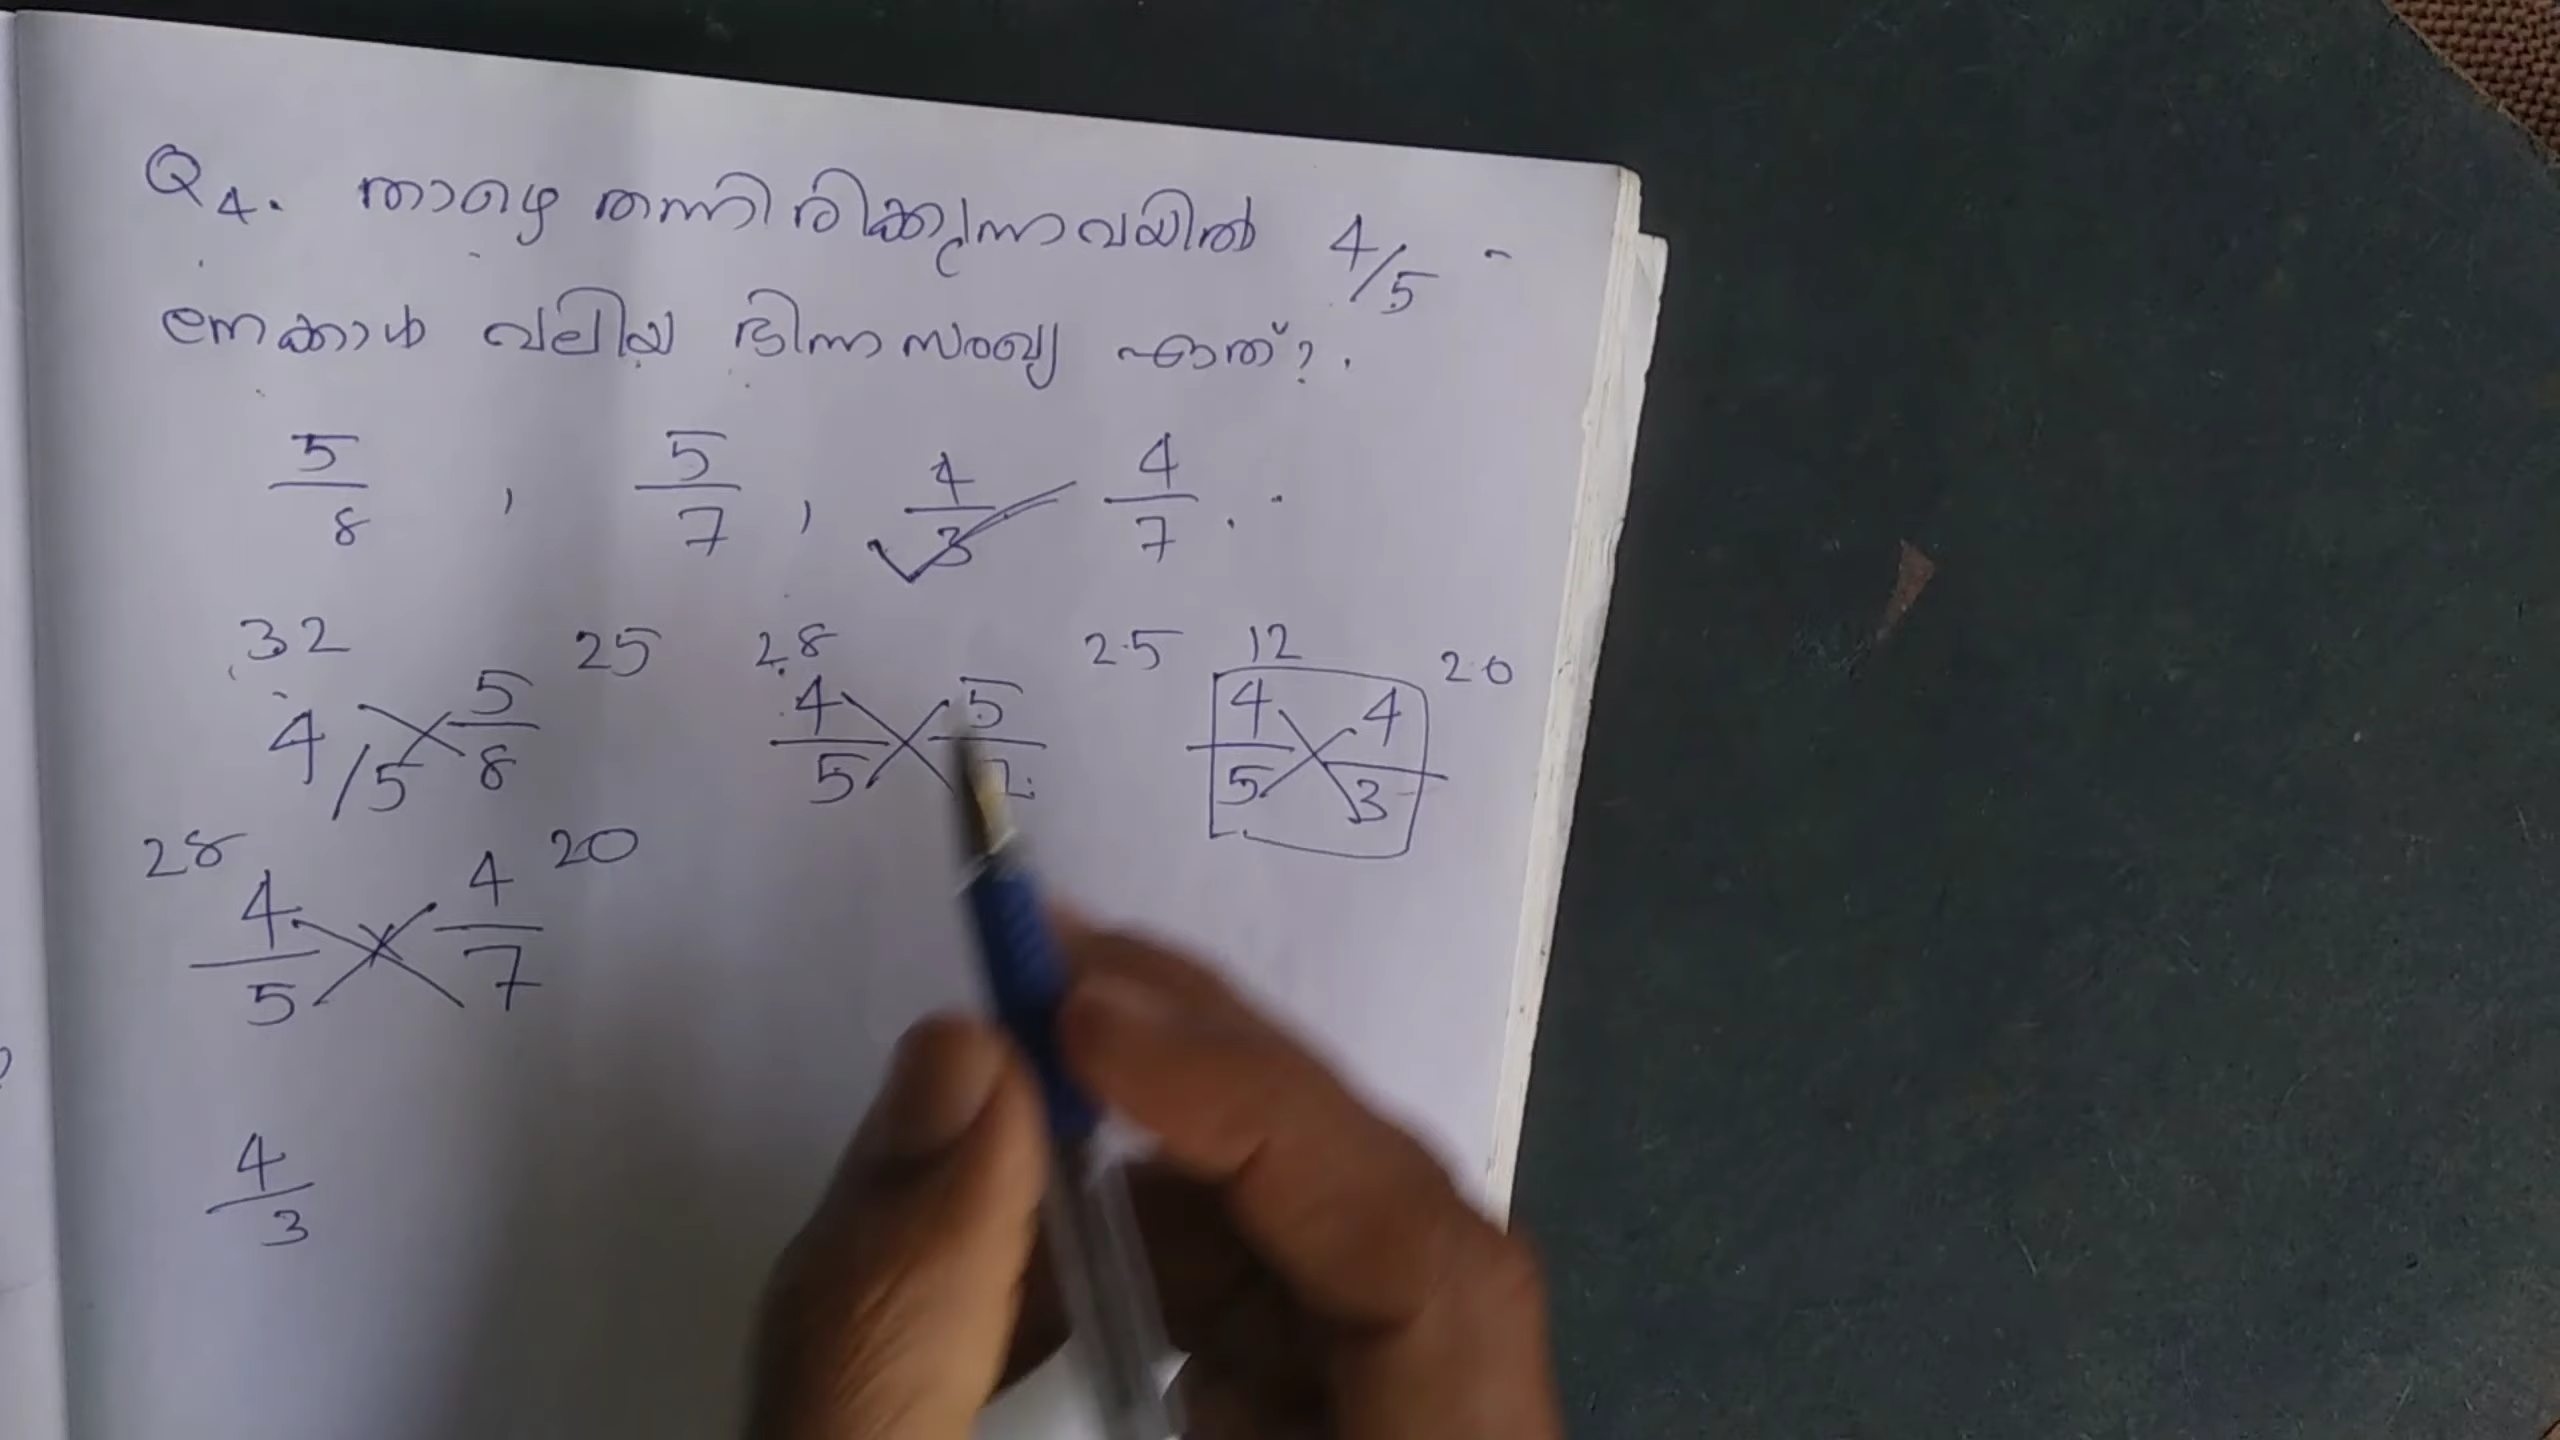 Q4. താഴെ തന്നിരിക്കുന്നവയിൽ 4/5 -
നേക്കാൾ വലിയ ഭിന്നസംഖ്യ ഏത്? .
5/8 , 5/7 , 4/3 4/7 .
32 25 28 25 12 20
4/5 5/8 4/5 5/7 4/5 4/3
28 20
4/5 4/7
4/3